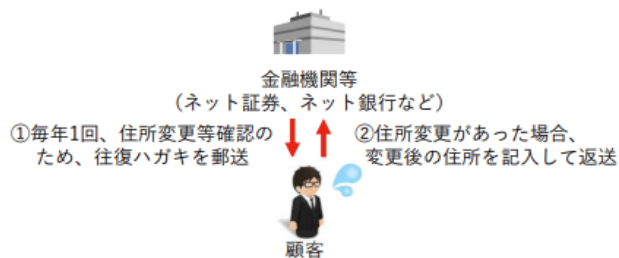 金融機関等
（ネット証券、ネット銀行など）
①毎年1回、住所変更等確認の
ため、往復ハガキを郵送
②住所変更があった場合、
変更後の住所を記入して返送
顧客